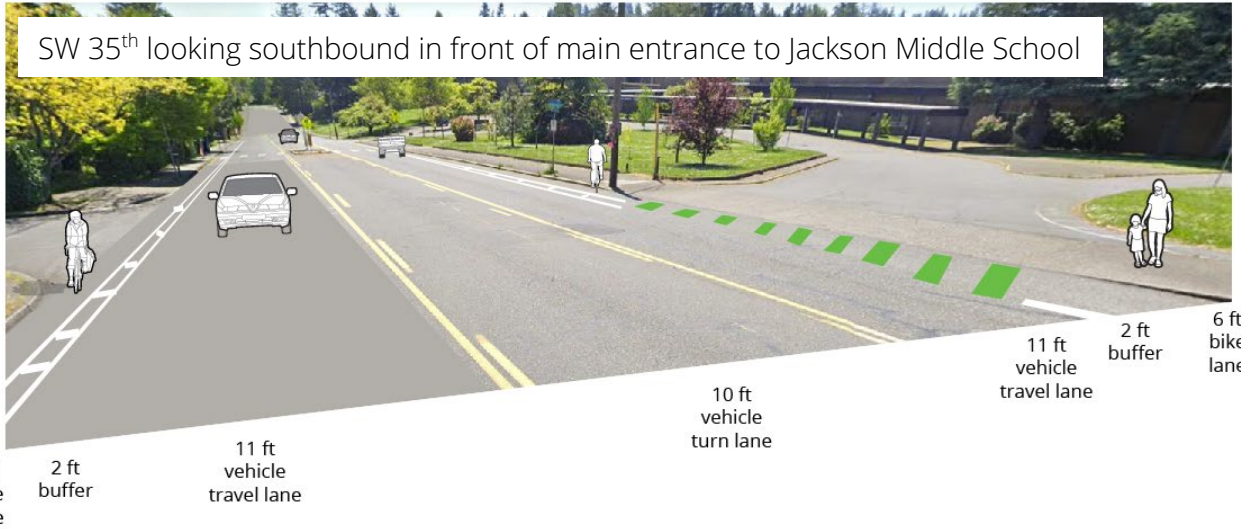 SW 35th looking southbound in front of main entrance to Jackson Middle School
2 ft
buffer
11 ft
vehicle
travel lane
10 ft
vehicle
turn lane
11 ft
vehicle
travel lane
2 ft
buffer
6 ft
bike
lane